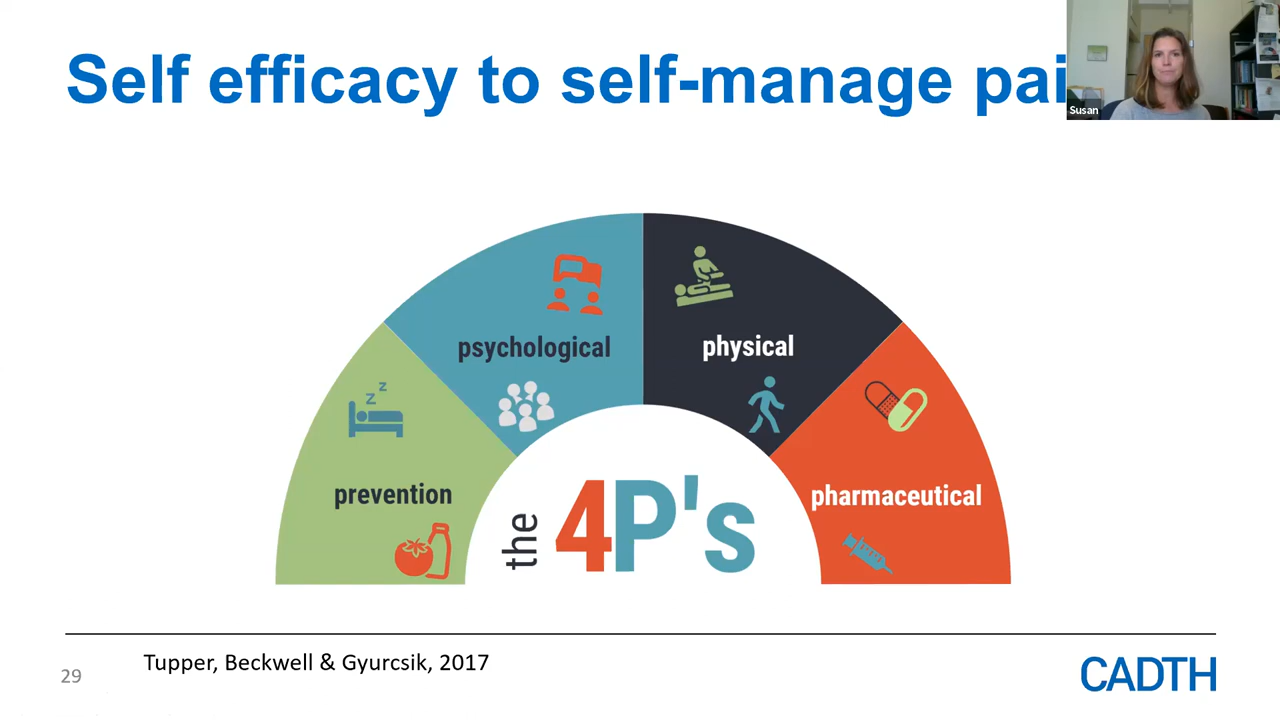 Self efficacy to self-manage pai
Susan
z
z
psychological
physical
prevention
pharmaceutical
the 4P's
Tupper, Beckwell & Gyurcsik, 2017
29
CADTH